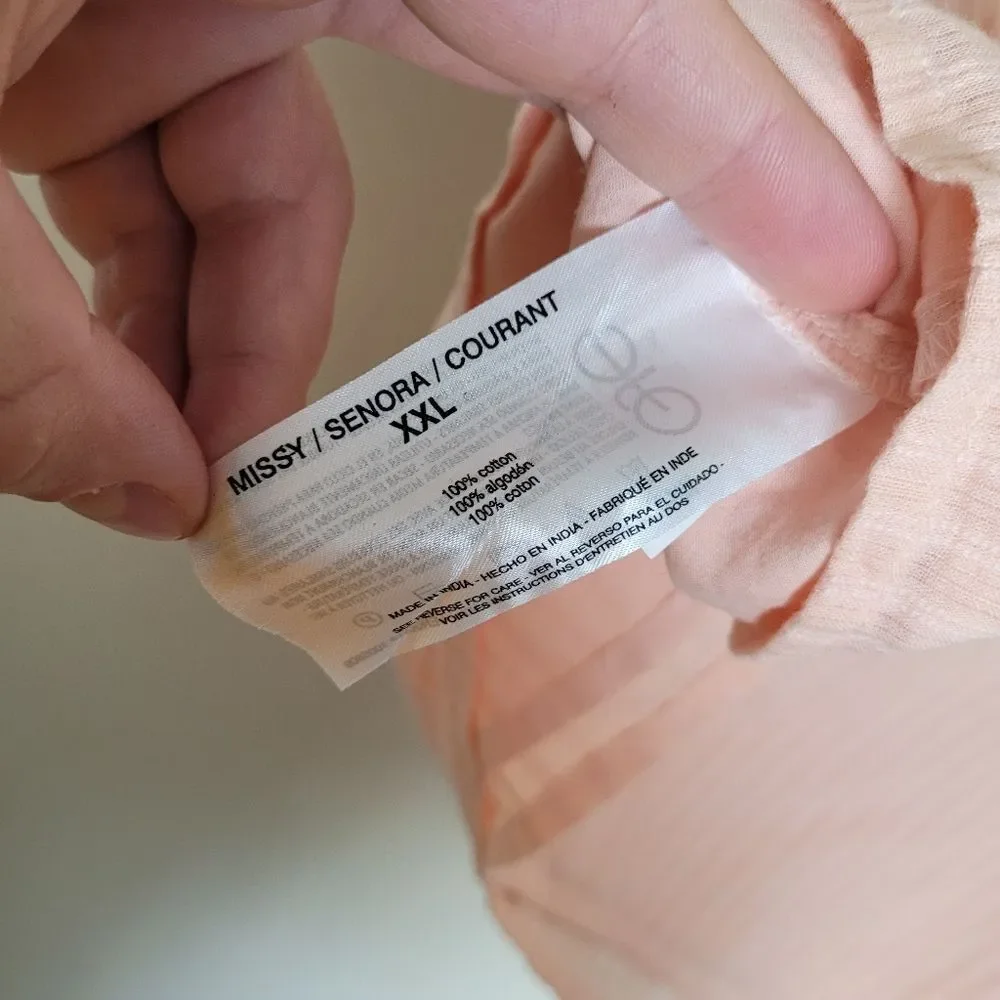 MISSY / SENORA / COURANT
XXL
100% cotton
100% algodón
100% coton
MADE IN INDIA - HECHO EN INDIA - FABRIQUÉ EN INDE
SEE REVERSE FOR CARE - VER AL REVERSO PARA EL CUIDADO -
VOIR LES INSTRUCTIONS D'ENTRETIEN AU DOS